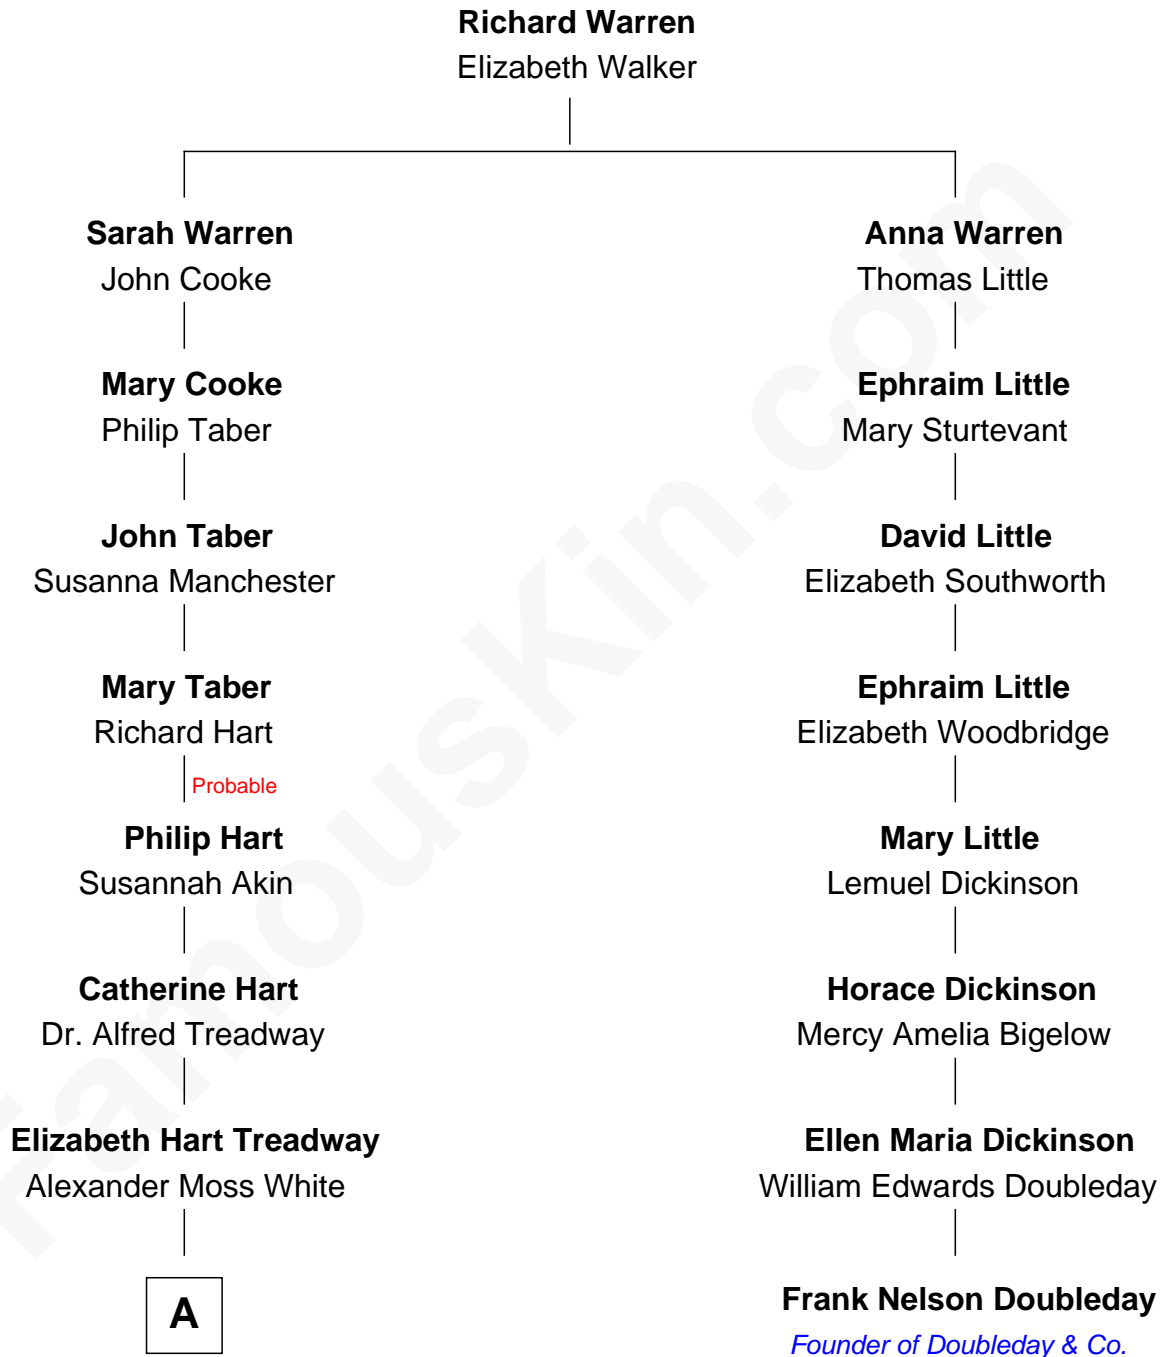 Richard Warren
Elizabeth Walker
Sarah Warren
John Cooke
Anna Warren
Thomas Little
Mary Cooke
Philip Taber
Ephraim Little
Mary Sturtevant
John Taber
Susanna Manchester
David Little
Elizabeth Southworth
Mary Taber
Richard Hart
Ephraim Little
Elizabeth Woodbridge
Probable
Philip Hart
Susannah Akin
Mary Little
Lemuel Dickinson
Catherine Hart
Dr. Alfred Treadway
Horace Dickinson
Mercy Amelia Bigelow
Elizabeth Hart Treadway
Alexander Moss White
Ellen Maria Dickinson
William Edwards Doubleday
A
Frank Nelson Doubleday
Founder of Doubleday & Co.
FamousKin.com